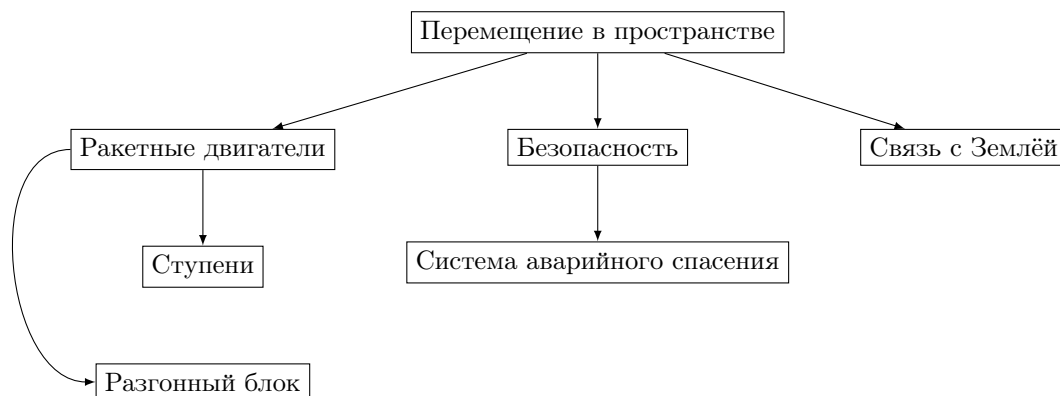 Перемещение в пространстве
Ракетные двигатели
Безопасность
Связь с Землёй
Ступени
Система аварийного спасения
Разгонный блок